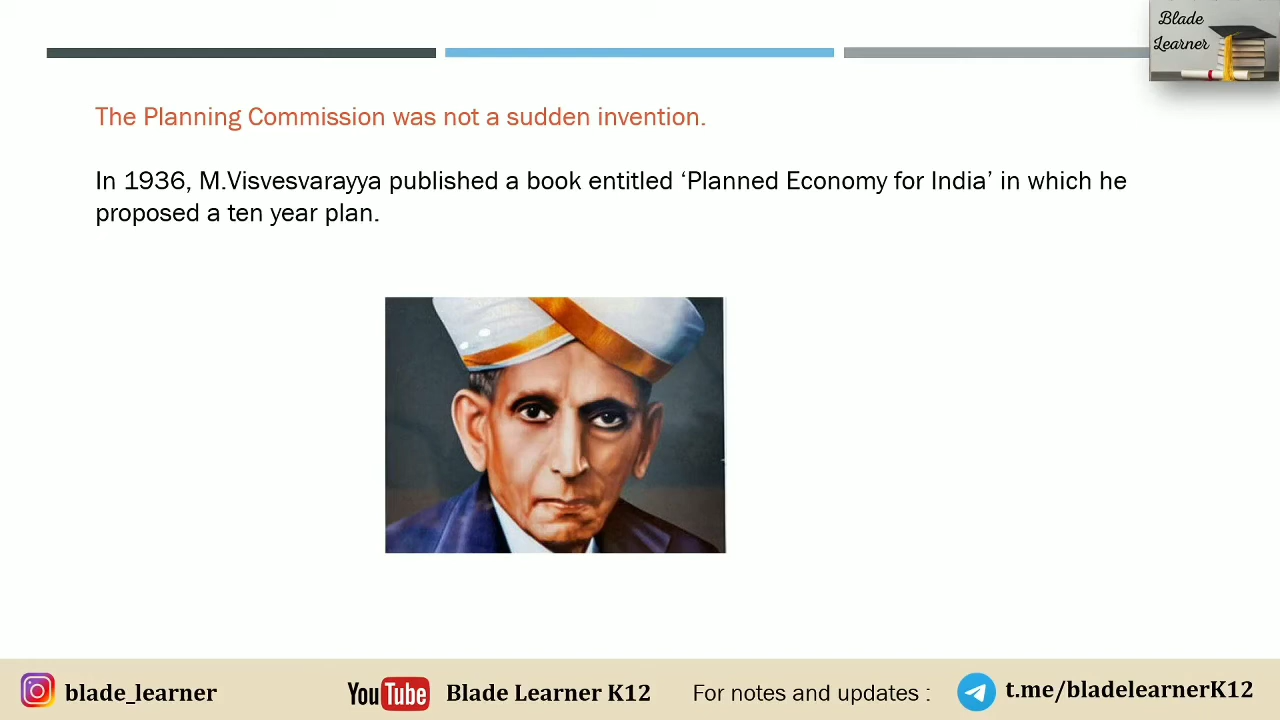 Blade
Learner
The Planning Commission was not a sudden invention.
In 1936, M.Visvesvarayya published a book entitled ‘Planned Economy for India’ in which he
proposed a ten year plan.
blade_learner
YouTube
Blade Learner K12
For notes and updates :
t.me/bladelearnerK12